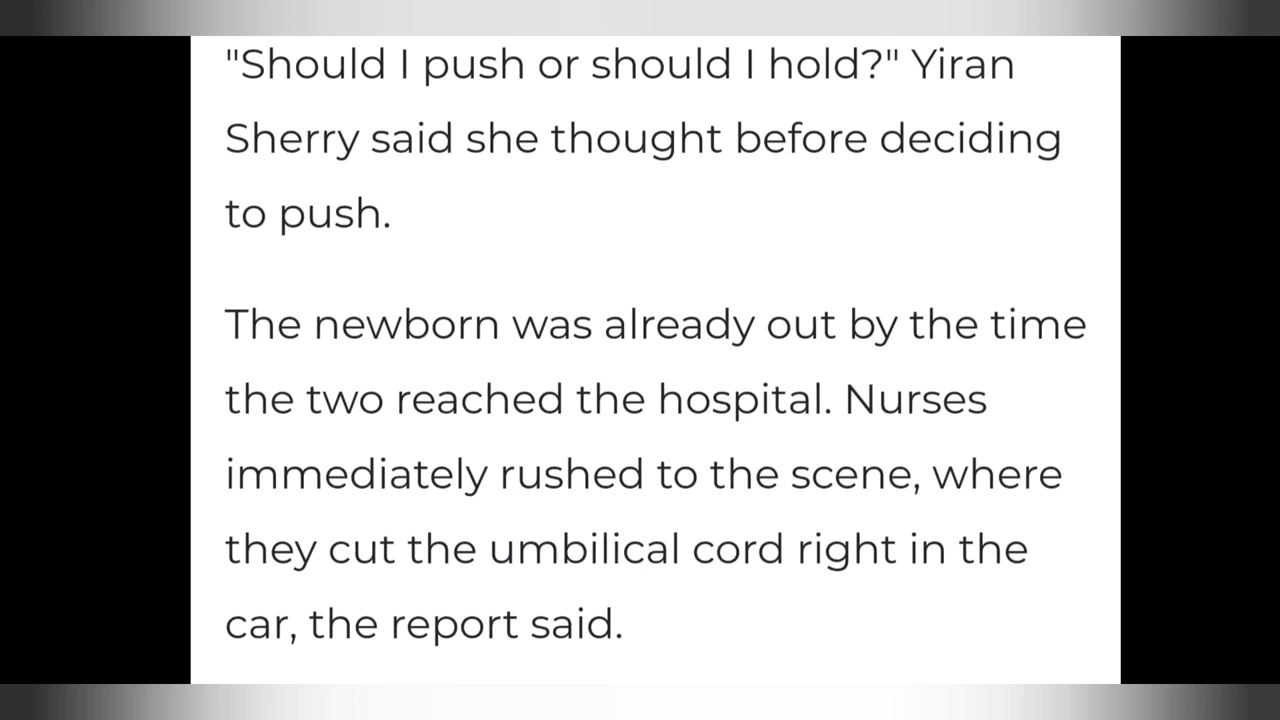 "Should I push or should I hold?" Yiran
Sherry said she thought before deciding
to push.
The newborn was already out by the time
the two reached the hospital. Nurses
immediately rushed to the scene, where
they cut the umbilical cord right in the
car, the report said.